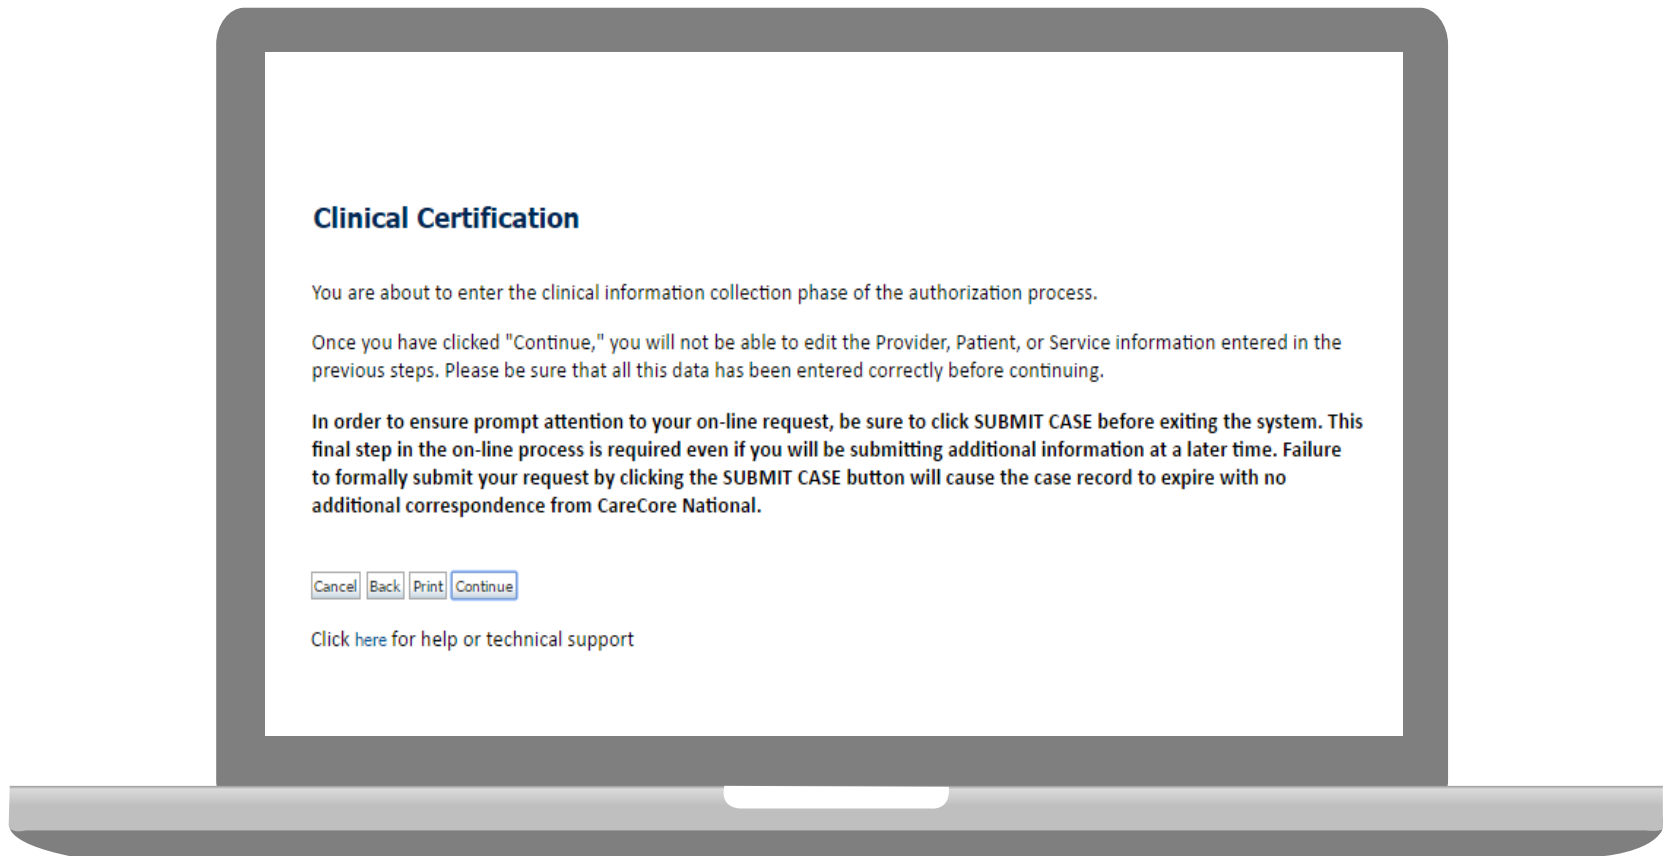 Clinical Certification
You are about to enter the clinical information collection phase of the authorization process.
Once you have clicked "Continue," you will not be able to edit the Provider, Patient, or Service information entered in the
previous steps. Please be sure that all this data has been entered correctly before continuing.
In order to ensure prompt attention to your on-line request, be sure to click SUBMIT CASE before exiting the system. This
final step in the on-line process is required even if you will be submitting additional information at a later time. Failure
to formally submit your request by clicking the SUBMIT CASE button will cause the case record to expire with no
additional correspondence from CareCore National.
Cancel Back Print Continue
Click here for help or technical support